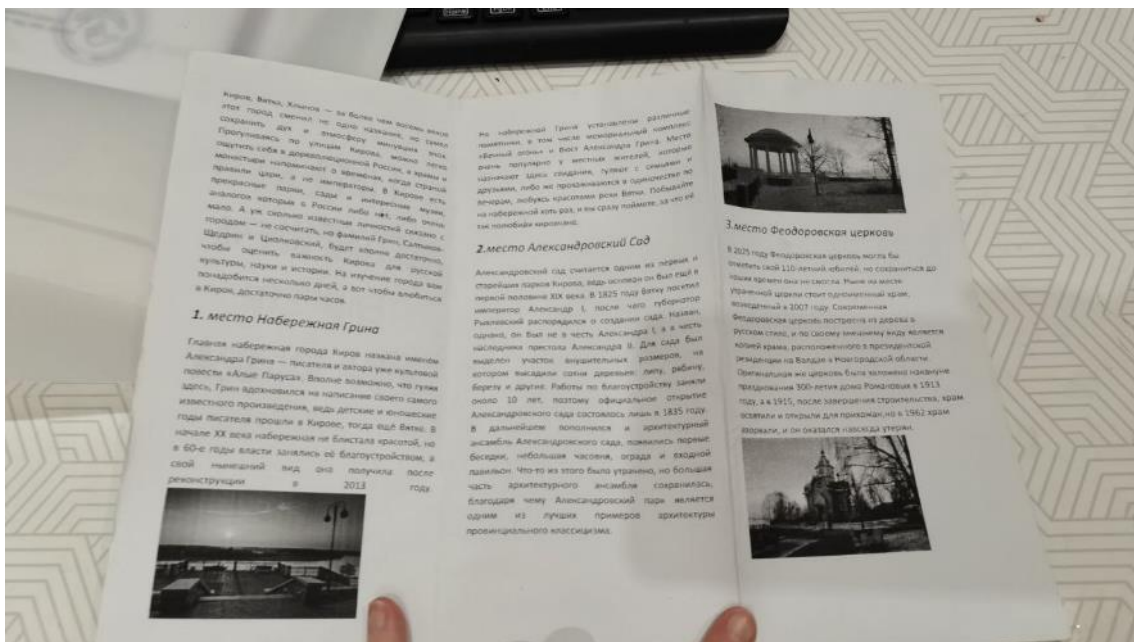 Киров, Вятка, Хлынов — за более чем восемь веков
этот город сменил не одно название, но сумел
сохранить дух и атмосферу минувших эпох.
Прогуливаясь по улицам Кирова, можно легко
ощутить себя в дореволюционной России, а храмы и
монастыри напоминают о временах, когда страной
правили цари, а не императоры. В Кирове есть
прекрасные парки, сады и интересные музеи,
аналогов которых в России либо нет, либо очень
мало. А уж сколько известных личностей связано с
городом — не сосчитать, но фамилий Грин, Салтыков-
Щедрин и Циолковский, будет вполне достаточно,
чтобы оценить важность Кирова для русской
культуры, науки и истории. На изучение города вам
понадобится несколько дней, а вот чтобы влюбиться
в Киров, достаточно пары часов.
1. место Набережная Грина
Главная набережная города Киров названа именем
Александра Грина — писателя и автора уже культовой
повести «Алые Паруса». Вполне возможно, что гуляя
здесь, Грин вдохновился на написание своего самого
известного произведения, ведь детские и юношеские
годы писателя прошли в Кирове, тогда ещё Вятке. В
начале XX века набережная не блистала красотой, но
в 60-е годы власти занялись её благоустройством, а
свой нынешний вид она получила после
реконструкции в 2013 году.
На набережной Грина установлены различные
памятники, в том числе мемориальный комплекс
«Вечный огонь» и бюст Александра Грина. Место
очень популярно у местных жителей, которые
назначают здесь свидания, гуляют с семьями и
друзьями, либо же прохаживаются в одиночестве по
вечерам, любуясь красотами реки Вятки. Побывайте
на набережной хоть раз, и вы сразу поймете, за что её
так полюбили кировчане.
2.место Александровский Сад
Александровский сад считается одним из первых и
старейших парков Кирова, ведь основан он был ещё в
первой половине XIX века. В 1825 году Вятку посетил
император Александр I, после чего губернатор
Рыхлевский распорядился о создании сада. Назван,
однако, он был не в честь Александра I, а в честь
наследника престола Александра II. Для сада был
выделен участок внушительных размеров, на
котором высадили сотни деревьев: липу, рябину,
березу и другие. Работы по благоустройству заняли
около 10 лет, поэтому официальное открытие
Александровского сада состоялось лишь в 1835 году.
В дальнейшем пополнился и архитектурный
ансамбль Александровского сада, появились первые
беседки, небольшая часовня, ограда и входной
павильон. Что-то из этого было утрачено, но большая
часть архитектурного ансамбля сохранилась,
благодаря чему Александровский парк является
одним из лучших примеров архитектуры
провинциального классицизма.
3.место Феодоровская церковь
В 2025 году Феодоровская церковь могла бы
отметить свой 110-летний юбилей, но сохраниться до
наших времен она не смогла. Ныне на месте
утраченной церкви стоит одноименный храм,
возведенный в 2007 году. Современная
Феодоровская церковь построена из дерева в
русском стиле, и по своему внешнему виду является
копией храма, расположенного в президентской
резиденции на Валдае в Новгородской области.
Оригинальная же церковь была заложена накануне
празднования 300-летия дома Романовых в 1913
году, а в 1915, после завершения строительства, храм
освятили и открыли для прихожан, но в 1962 храм
взорвали, и он оказался навсегда утерян.